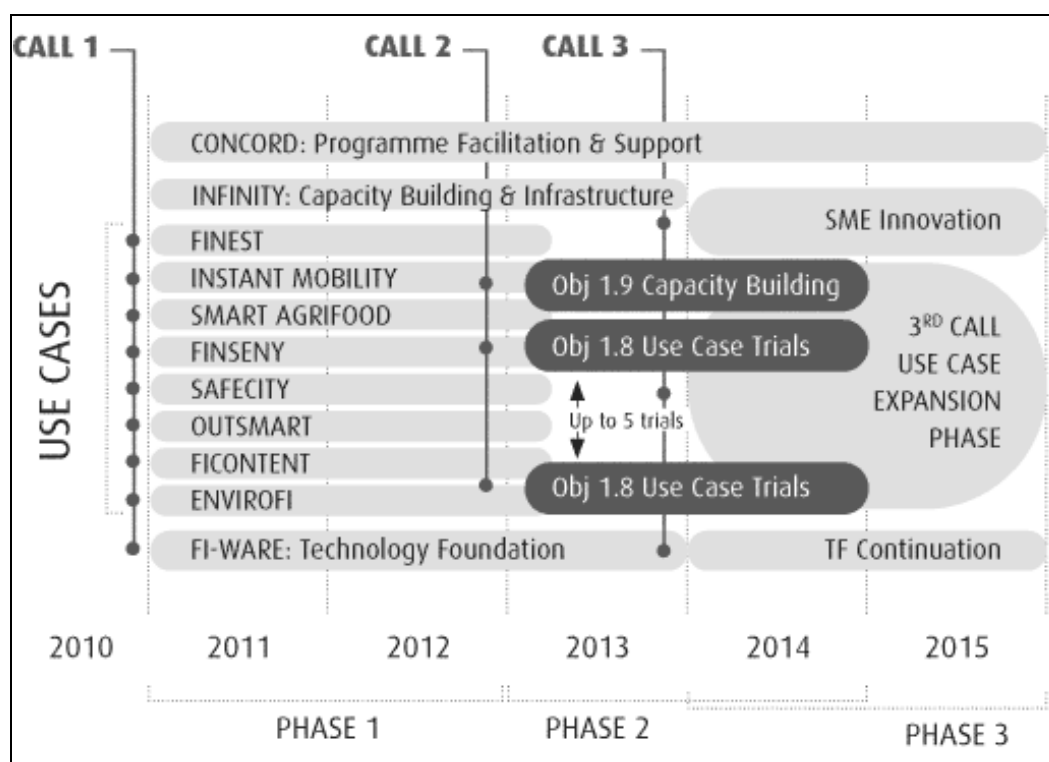 CALL 1
CALL 2
CALL 3
CONCORD: Programme Facilitation & Support
INFINITY: Capacity Building & Infrastructure
SME Innovation
USE CASES
FINEST
INSTANT MOBILITY
SMART AGRIFOOD
FINSENY
SAFECITY
OUTSMART
FICONTENT
ENVIROFI
Obj 1.9 Capacity Building
Obj 1.8 Use Case Trials
Up to 5 trials
Obj 1.8 Use Case Trials
3RD CALL
USE CASE
EXPANSION
PHASE
FI-WARE: Technology Foundation
TF Continuation
2010
2011
2012
2013
2014
2015
PHASE 1
PHASE 2
PHASE 3